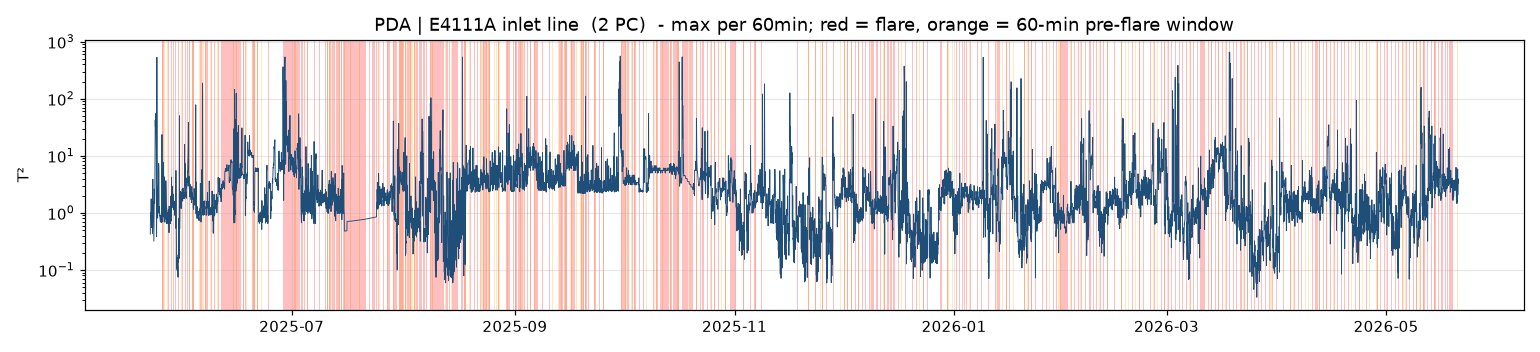 PDA | E4111A inlet line  (2 PC)  - max per 60min; red = flare, orange = 60-min pre-flare window
T²
10³
10²
10¹
10⁰
10⁻¹
2025-07 2025-09 2025-11 2026-01 2026-03 2026-05